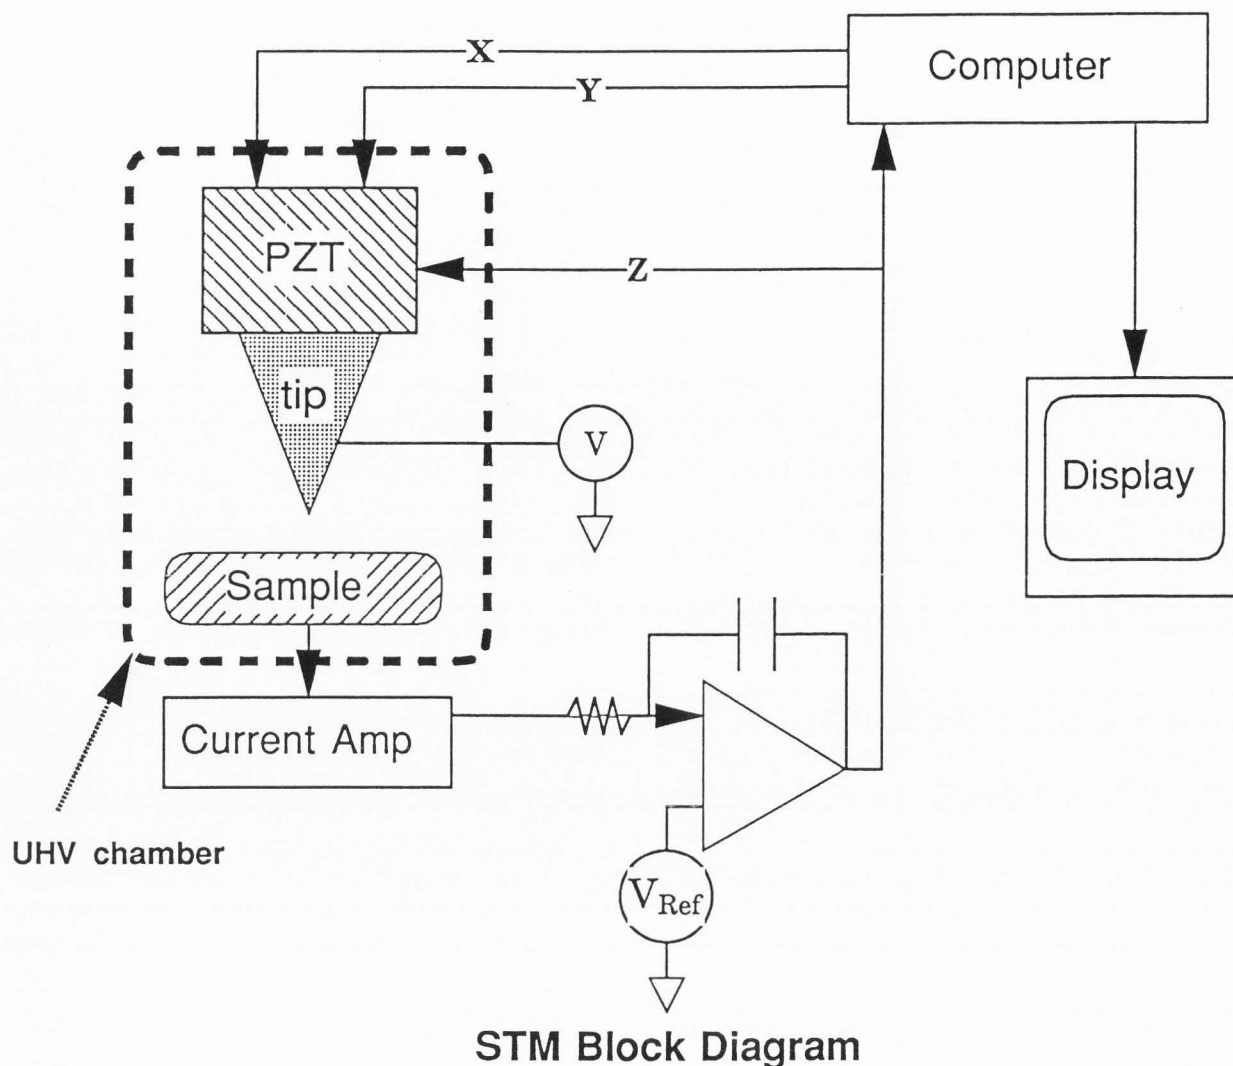 X
Computer
Y
PZT
Z
tip
V
Display
Sample
Current Amp
UHV chamber
VRef
STM Block Diagram